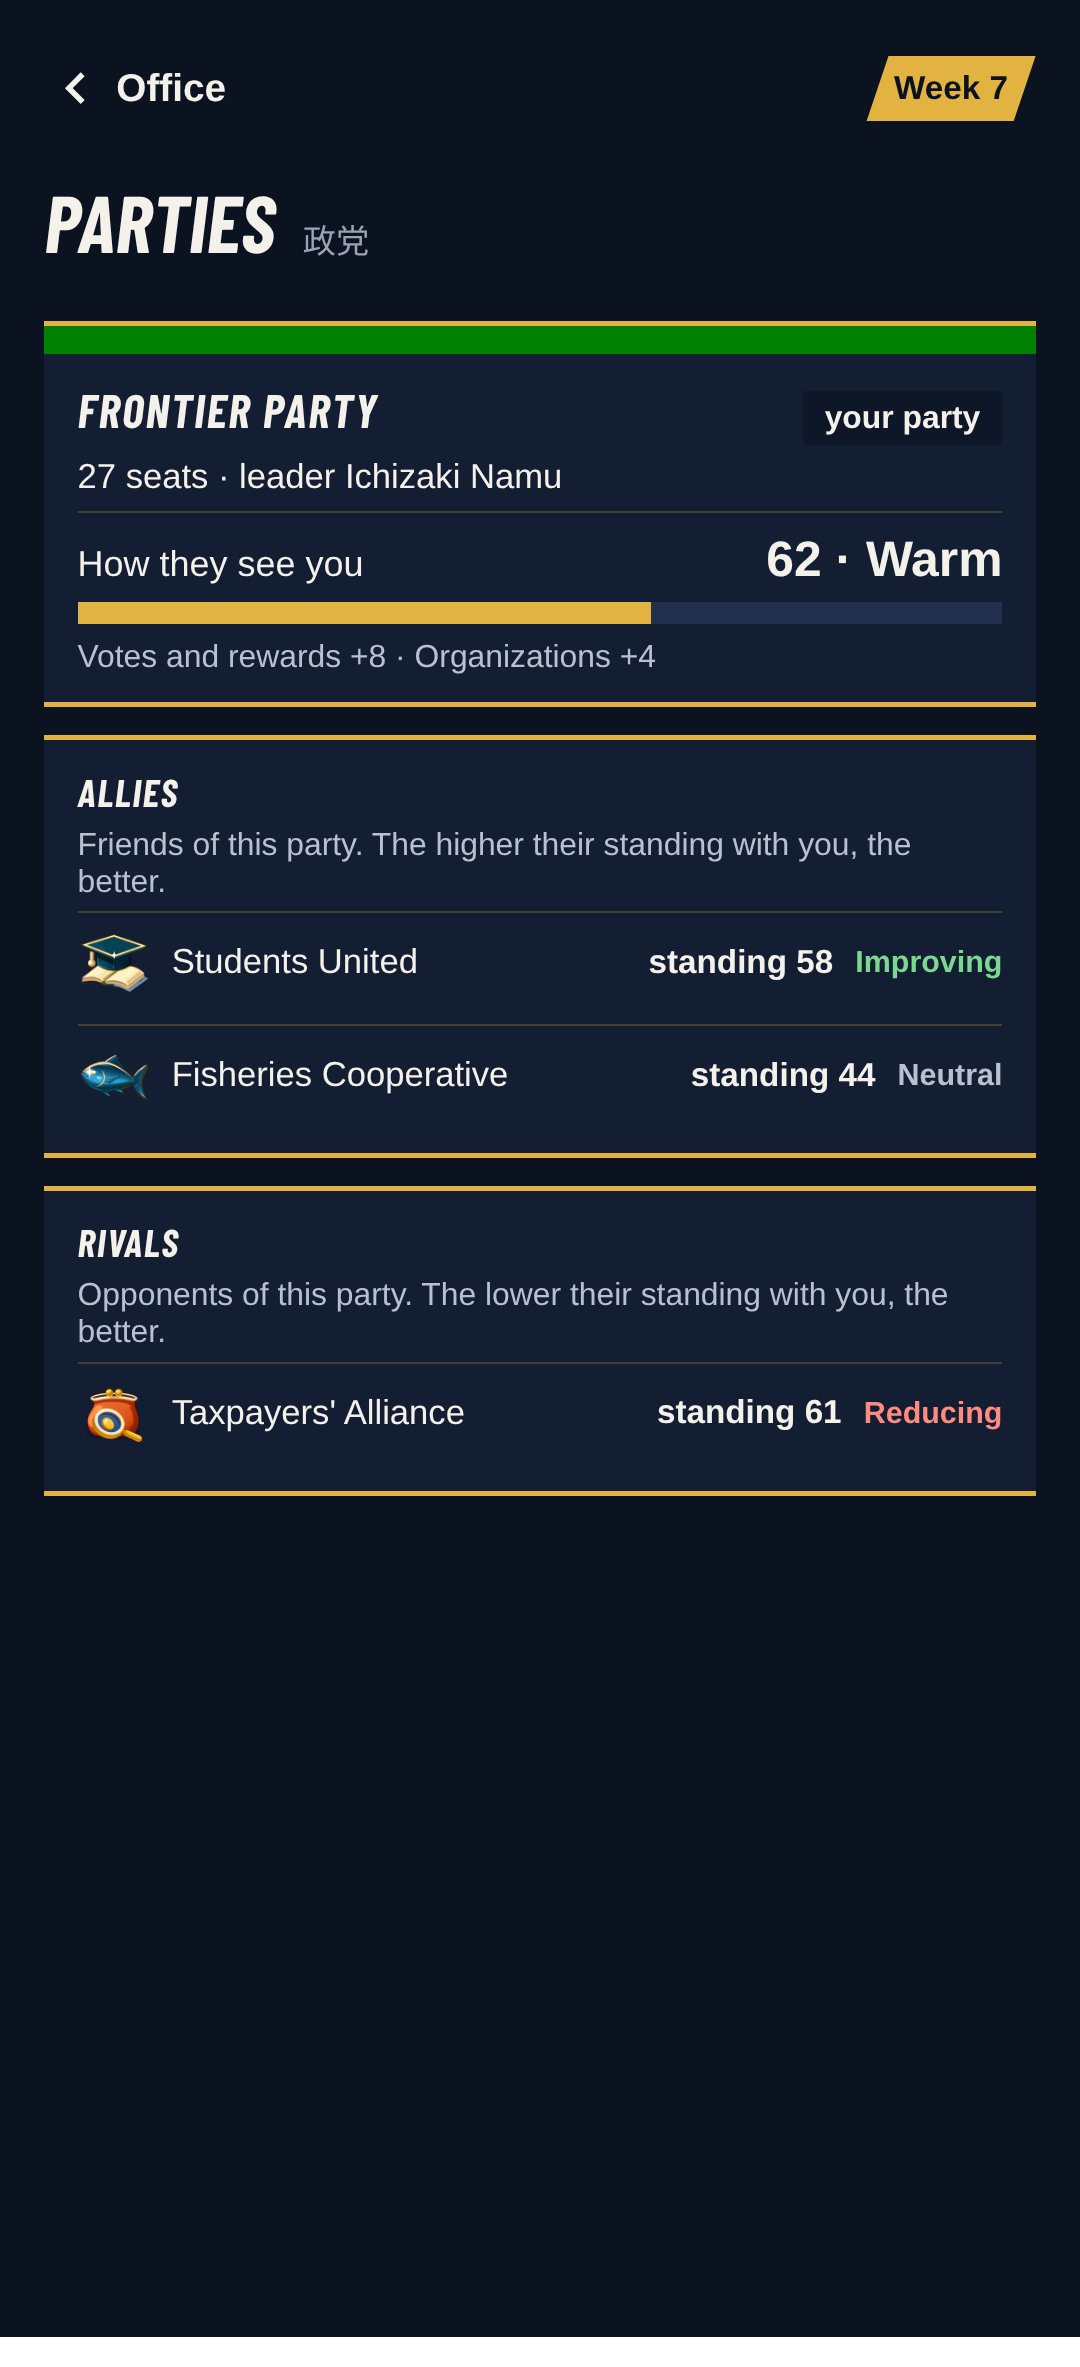 Office
Week 7
PARTIES 政党
FRONTIER PARTY
your party
27 seats · leader Ichizaki Namu
How they see you
62 · Warm
Votes and rewards +8 · Organizations +4
ALLIES
Friends of this party. The higher their standing with you, the
better.
Students United standing 58 Improving
Fisheries Cooperative standing 44 Neutral
RIVALS
Opponents of this party. The lower their standing with you, the
better.
Taxpayers' Alliance standing 61 Reducing